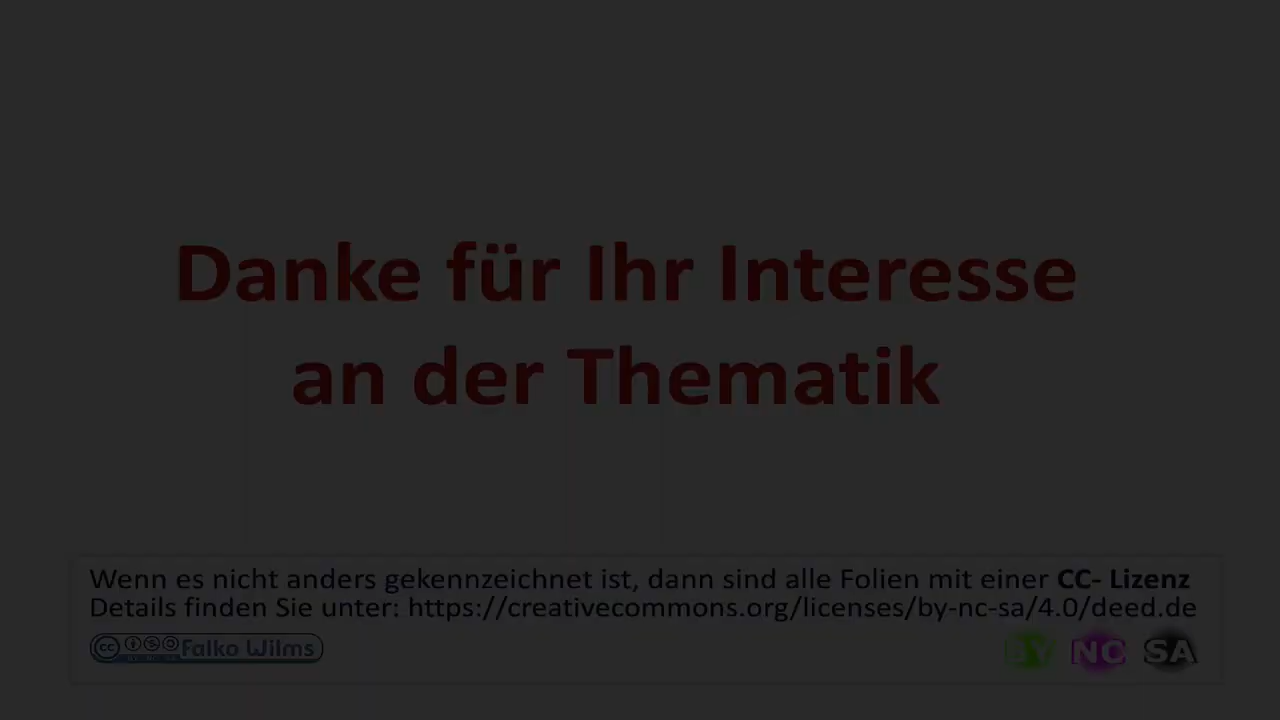 Danke für Ihr Interesse
an der Thematik
Wenn es nicht anders gekennzeichnet ist, dann sind alle Folien mit einer CC- Lizenz
Details finden Sie unter: https://creativecommons.org/licenses/by-nc-sa/4.0/deed.de
cc Falko Wilms
BY NC SA